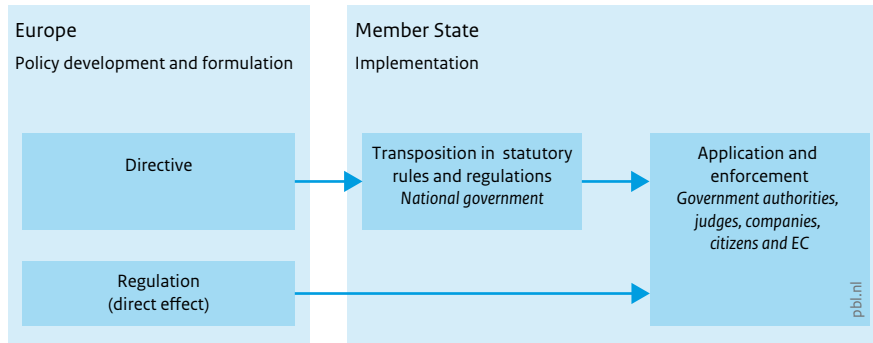 Europe
Policy development and formulation
Member State
Implementation
Directive
Transposition in statutory
rules and regulations
National government
Application and
enforcement
Government authorities,
judges, companies,
citizens and EC
Regulation
(direct effect)
pbl.nl